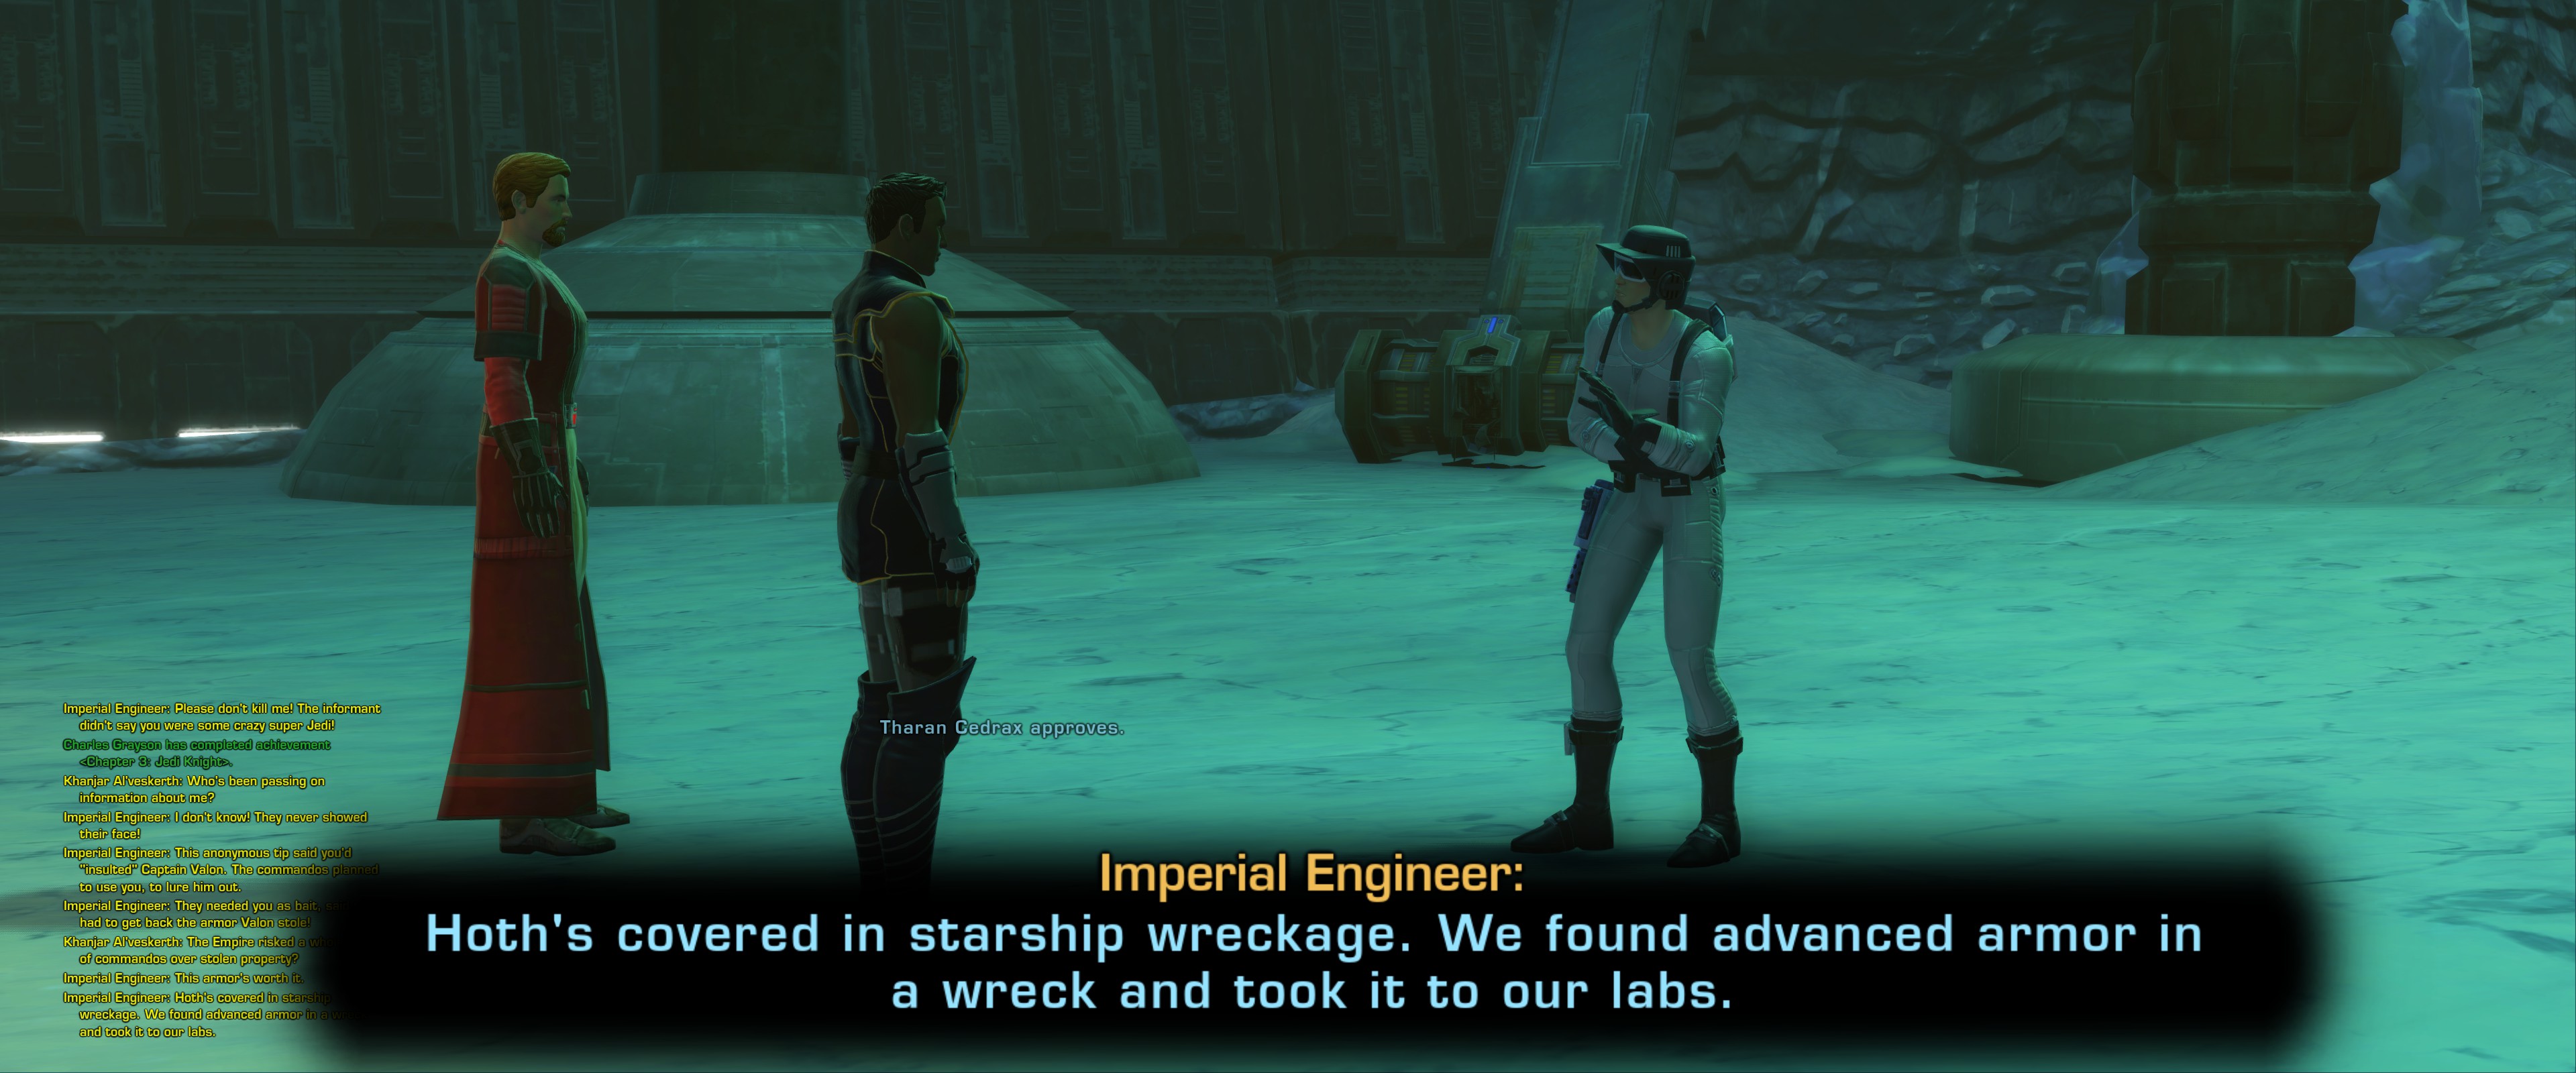 Imperial Engineer: Please don't kill me! The informant
didn't say you were some crazy super Jedi!
Charles Grayson has completed achievement
<Chapter 3: Jedi Knight>.
Khanjar Al'veskerth: Who's been passing on
information about me?
Imperial Engineer: I don't know! They never showed
their face!
Imperial Engineer: This anonymous tip said you'd
"insulted" Captain Valon. The commandos planned
to use you, to lure him out.
Imperial Engineer: They needed you as bait,
had to get back the armor Valon stole!
Khanjar Al'veskerth: The Empire risked a
of commandos over stolen property?
Imperial Engineer: This armor's worth it.
Imperial Engineer: Hoth's covered in starship
wreckage. We found advanced armor in a
and took it to our labs.
Tharan Cedrax approves.
Imperial Engineer:
Hoth's covered in starship wreckage. We found advanced armor in
a wreck and took it to our labs.